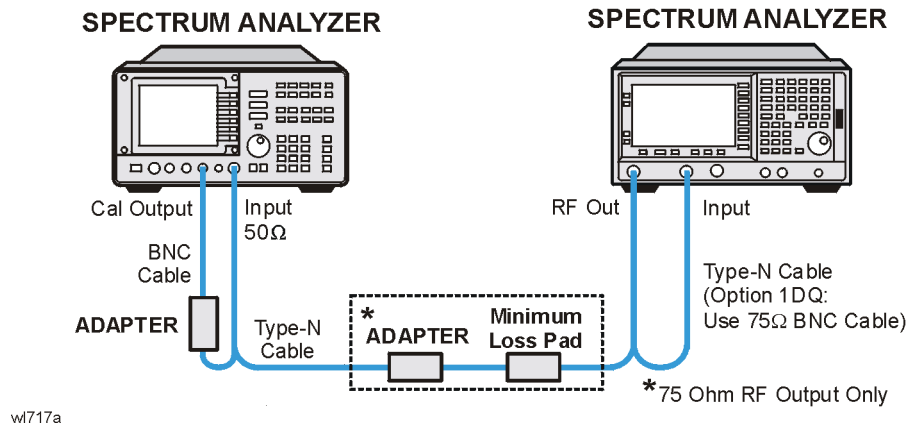 SPECTRUM ANALYZER
SPECTRUM ANALYZER
Cal Output
Input
50Ω
RF Out
Input
BNC
Cable
ADAPTER
Type-N
Cable
*
ADAPTER
Minimum
Loss Pad
Type-N Cable
(Option 1DQ:
Use 75Ω BNC Cable)
*75 Ohm RF Output Only
wl717a